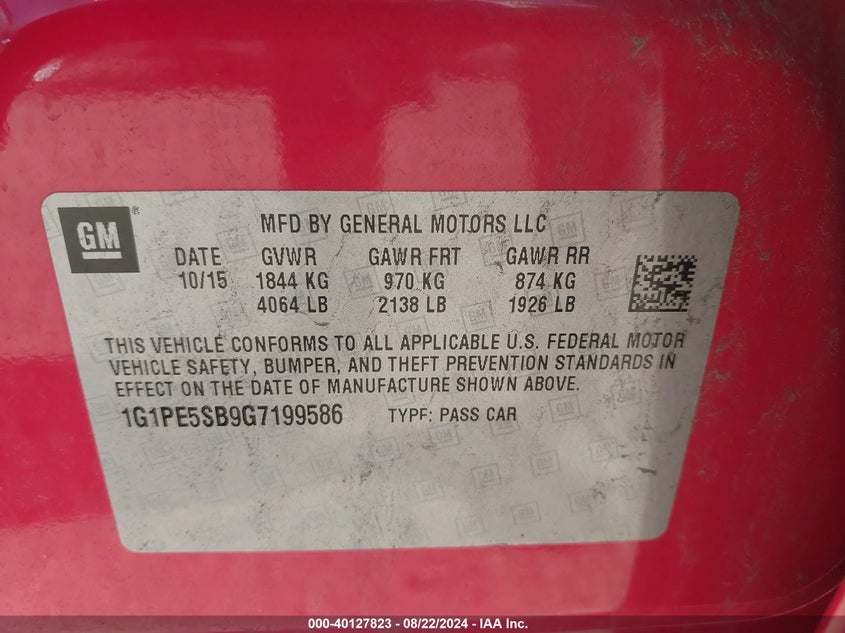 GM ®
MFD BY GENERAL MOTORS LLC
DATE GVWR GAWR FRT GAWR RR
10/15 1844 KG 970 KG 874 KG
4064 LB 2138 LB 1926 LB
THIS VEHICLE CONFORMS TO ALL APPLICABLE U.S. FEDERAL MOTOR
VEHICLE SAFETY, BUMPER, AND THEFT PREVENTION STANDARDS IN
EFFECT ON THE DATE OF MANUFACTURE SHOWN ABOVE.
1G1PE5SB9G7199586 TYPE: PASS CAR
000-40127823 - 08/22/2024 - IAA Inc.